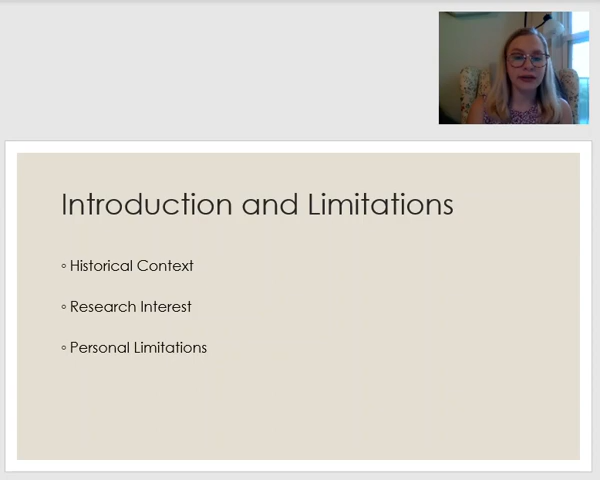 Introduction and Limitations
◦ Historical Context
◦ Research Interest
◦ Personal Limitations